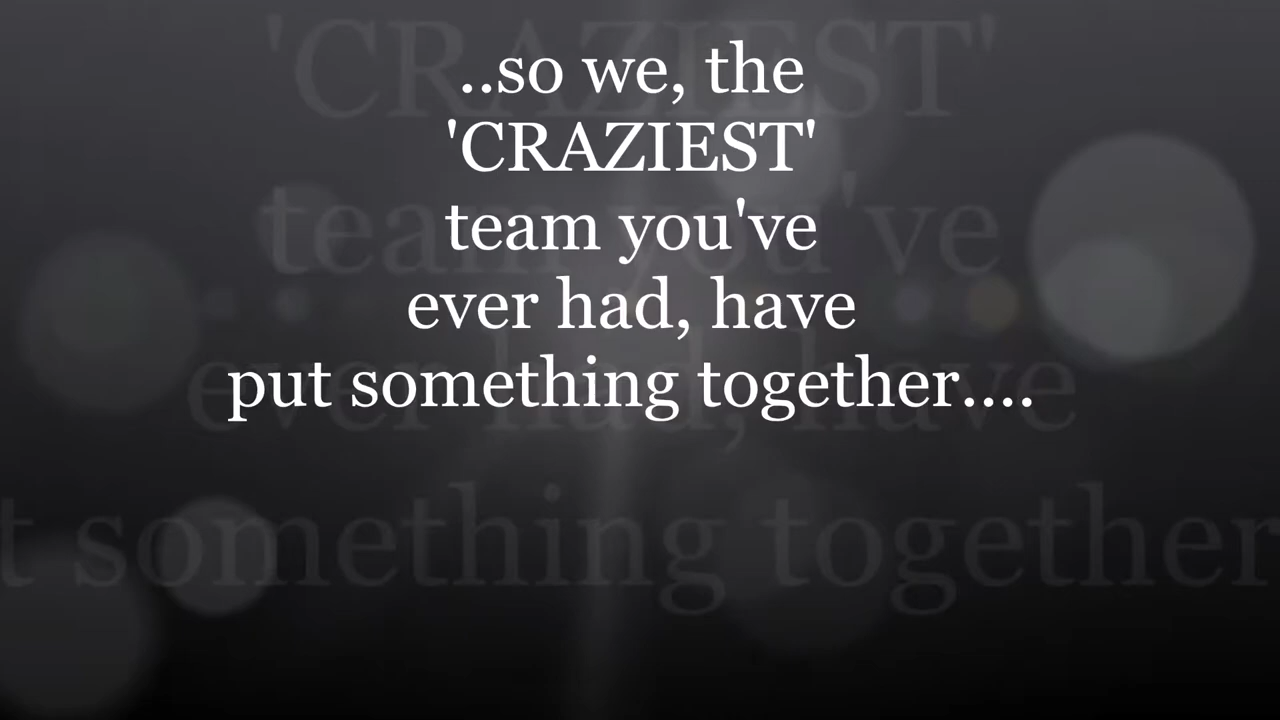 ..so we, the
'CRAZIEST'
team you've
ever had, have
put something together....